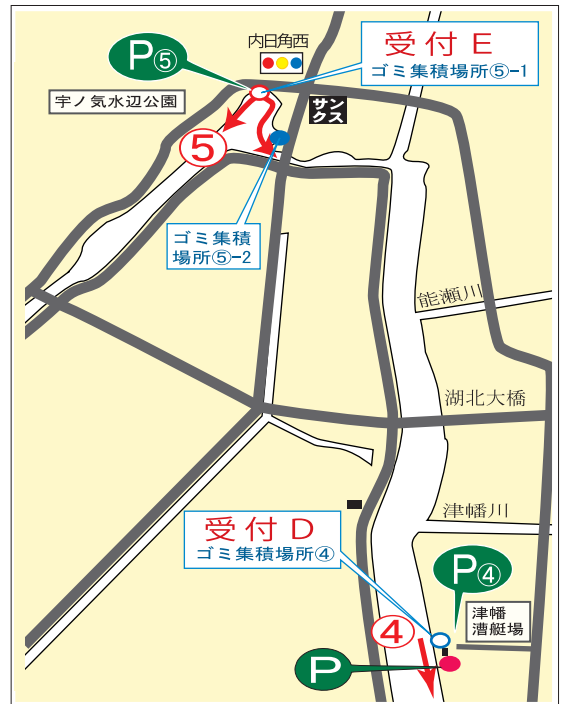 内日角西
受付E
ゴミ集積場所⑤-1
P⑤
宇ノ気水辺公園
サン
クス
⑤
ゴミ集積
場所⑤-2
能瀬川
湖北大橋
津幡川
受付D
ゴミ集積場所④
P④
津幡
漕艇場
④
P